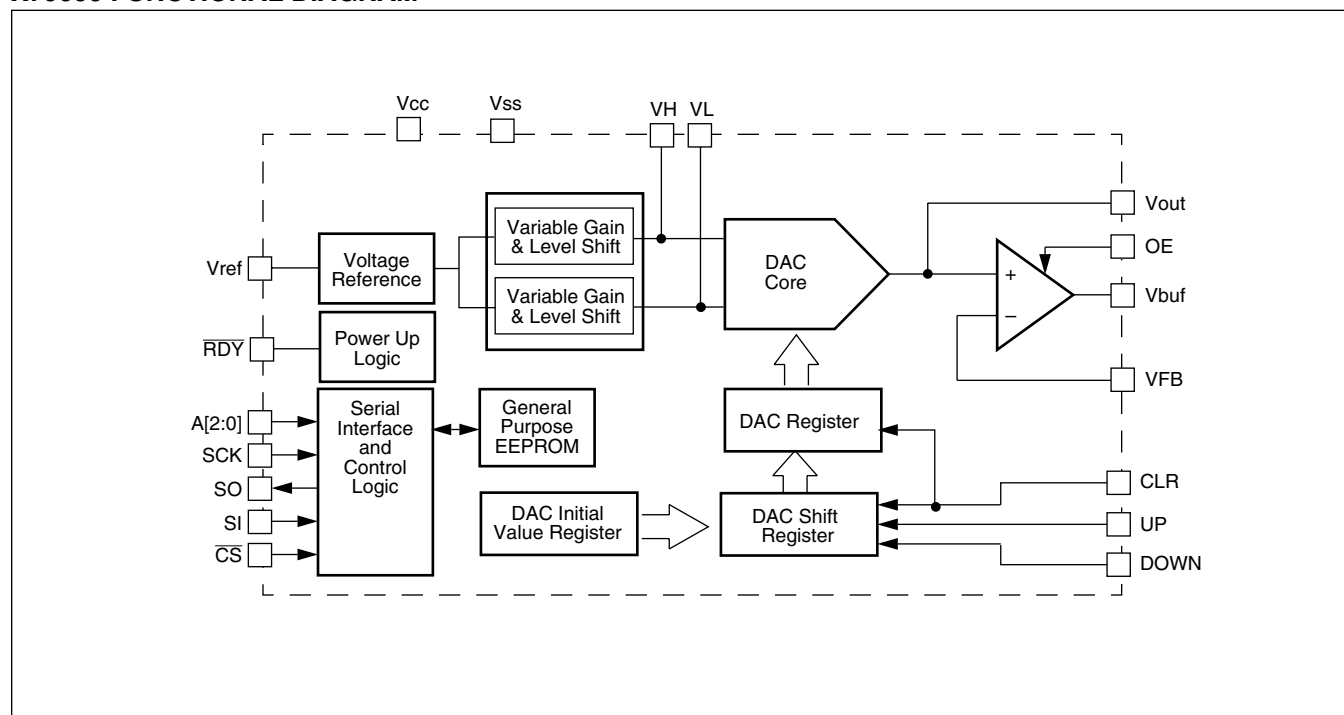 Vcc
Vss
VH
VL
Vref
Voltage
Reference
Variable Gain
& Level Shift
Variable Gain
& Level Shift
DAC
Core
+
–
Vout
OE
Vbuf
VFB
RDY
Power Up
Logic
A[2:0]
SCK
SO
SI
CS
Serial
Interface
and
Control
Logic
General
Purpose
EEPROM
DAC Register
DAC Initial
Value Register
DAC Shift
Register
CLR
UP
DOWN